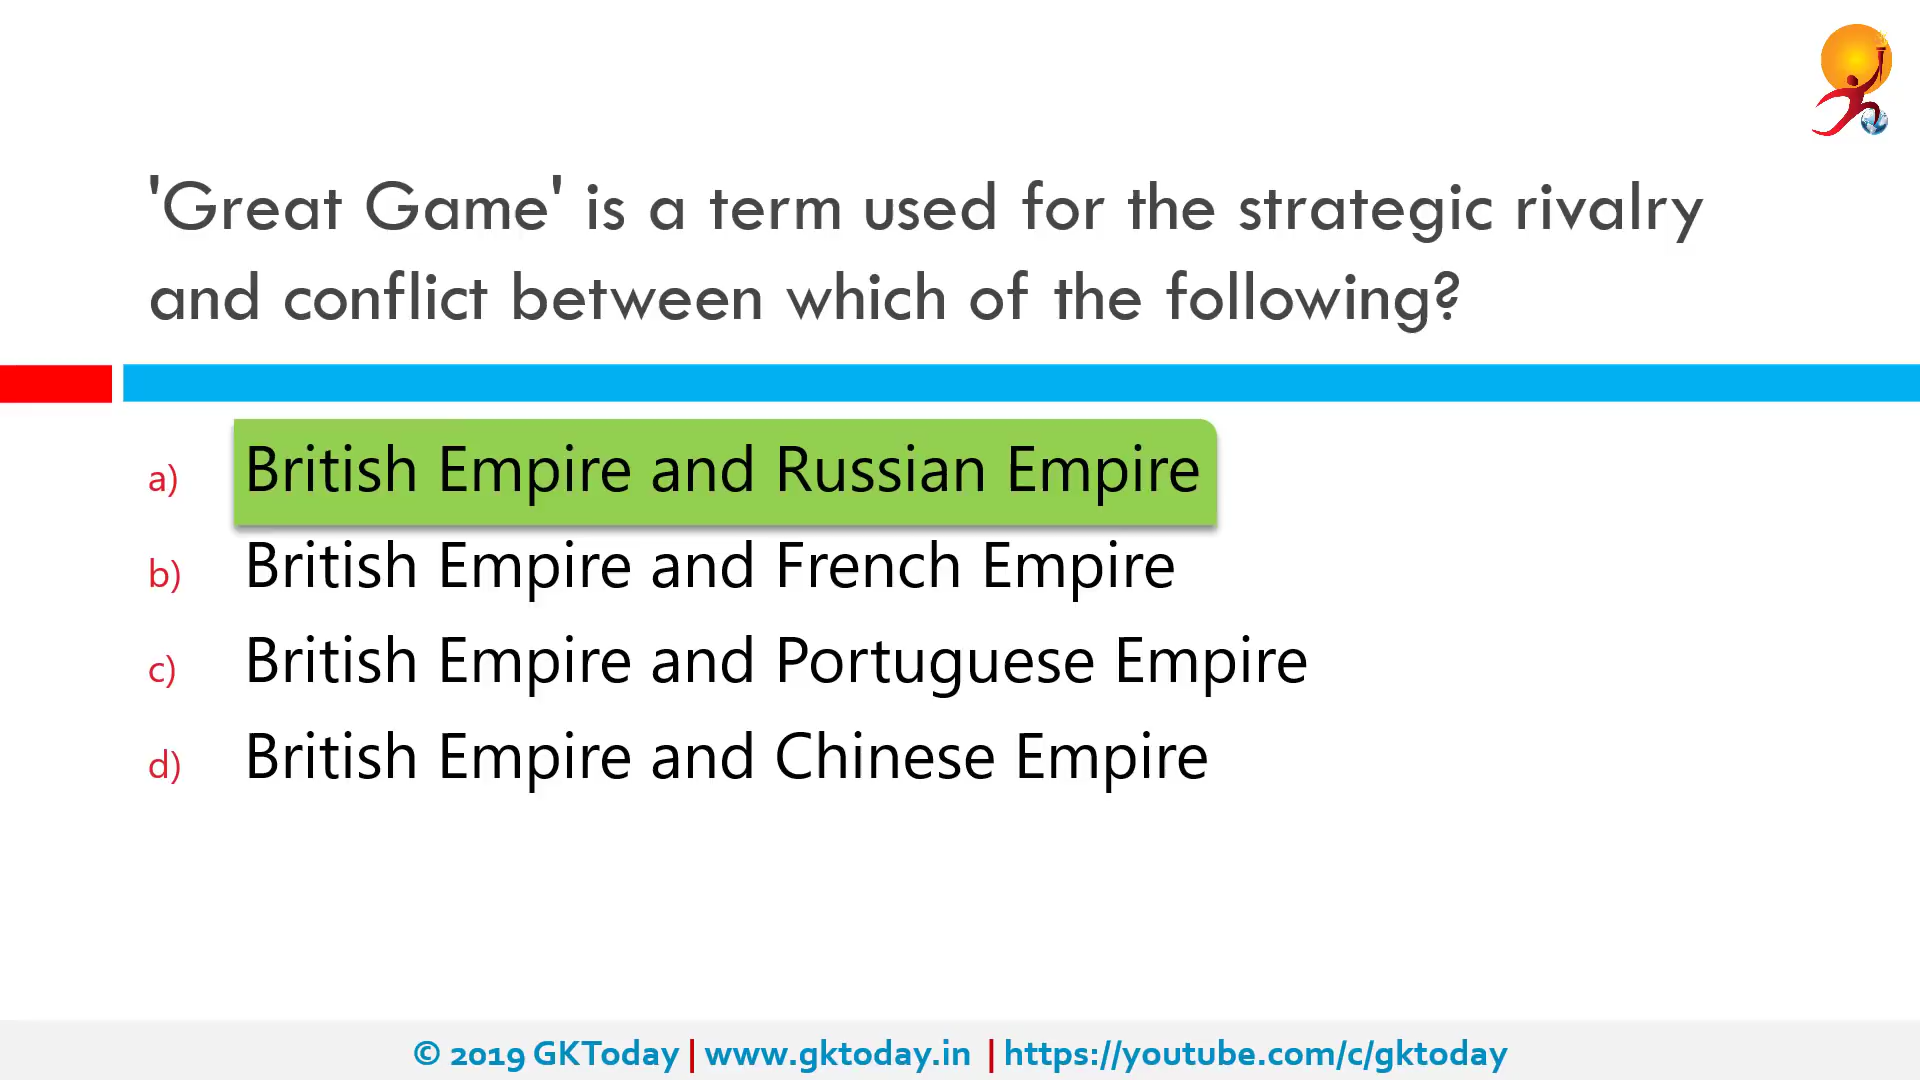 'Great Game' is a term used for the strategic rivalry
and conflict between which of the following?
a) British Empire and Russian Empire
b) British Empire and French Empire
c) British Empire and Portuguese Empire
d) British Empire and Chinese Empire
© 2019 GKToday | www.gktoday.in | https://youtube.com/c/gktoday